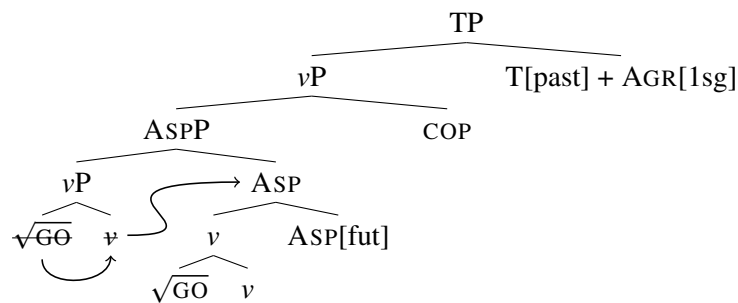 TP
vP T[past] + AGR[1sg]
ASPP COP
vP ASP
√GO v v ASP[fut]
√GO v